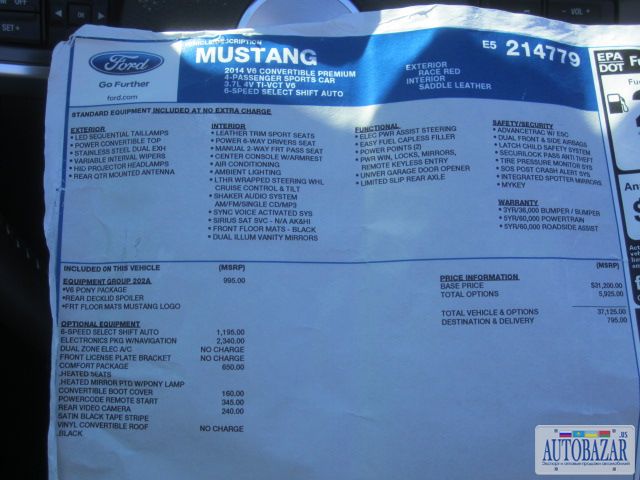 SET+
VEHICLE DESCRIPTION
MUSTANG
E5 214779
Ford
Go Further
ford.com
2014 V6 CONVERTIBLE PREMIUM
4-PASSENGER SPORTS CAR
3.7L 4V TI-VCT V6
6-SPEED SELECT SHIFT AUTO
EXTERIOR
RACE RED
INTERIOR
SADDLE LEATHER
EPA
DOT
STANDARD EQUIPMENT INCLUDED AT NO EXTRA CHARGE
EXTERIOR
•LED SEQUENTIAL TAILLAMPS
•POWER CONVERTIBLE TOP
•STAINLESS STEEL DUAL EXH
•VARIABLE INTERVAL WIPERS
•HID PROJECTOR HEADLAMPS
•REAR QTR MOUNTED ANTENNA
INTERIOR
•LEATHER TRIM SPORT SEATS
•POWER 6-WAY DRIVERS SEAT
•MANUAL 2-WAY FRT PASS SEAT
•CENTER CONSOLE W/ARMREST
•AIR CONDITIONING
•AMBIENT LIGHTING
•LTHR WRAPPED STEERING WHL
CRUISE CONTROL & TILT
•SHAKER AUDIO SYSTEM
AM/FM/SINGLE CD/MP3
•SYNC VOICE ACTIVATED SYS
•SIRIUS SAT SVC - N/A AK&HI
•FRONT FLOOR MATS - BLACK
•DUAL ILLUM VANITY MIRRORS
FUNCTIONAL
•ELEC PWR ASSIST STEERING
•EASY FUEL CAPLESS FILLER
•POWER POINTS (2)
•PWR WIN, LOCKS, MIRRORS,
REMOTE KEYLESS ENTRY
•UNIVER GARAGE DOOR OPENER
•LIMITED SLIP REAR AXLE
SAFETY/SECURITY
•ADVANCETRAC W/ ESC
•DUAL FRONT & SIDE AIRBAGS
•LATCH CHILD SAFETY SYSTEM
•SECURILOCK PASS ANTI THEFT
•TIRE PRESSURE MONITOR SYS
•SOS POST CRASH ALERT SYS
•INTEGRATED SPOTTER MIRRORS
•MYKEY
WARRANTY
•3YR/36,000 BUMPER / BUMPER
•5YR/60,000 POWERTRAIN
•5YR/60,000 ROADSIDE ASSIST
INCLUDED ON THIS VEHICLE (MSRP)
EQUIPMENT GROUP 202A 995.00
•V6 PONY PACKAGE
•REAR DECKLID SPOILER
•FRT FLOOR MATS MUSTANG LOGO
OPTIONAL EQUIPMENT
6-SPEED SELECT SHIFT AUTO 1,195.00
ELECTRONICS PKG W/NAVIGATION 2,340.00
DUAL ZONE ELEC A/C NO CHARGE
FRONT LICENSE PLATE BRACKET NO CHARGE
COMFORT PACKAGE 650.00
.HEATED SEATS
.HEATED MIRROR PTD W/PONY LAMP
CONVERTIBLE BOOT COVER 160.00
POWERCODE REMOTE START 345.00
REAR VIDEO CAMERA 240.00
SATIN BLACK TAPE STRIPE
VINYL CONVERTIBLE ROOF NO CHARGE
.BLACK
(MSRP)
PRICE INFORMATION
BASE PRICE $31,200.00
TOTAL OPTIONS 5,925.00
TOTAL VEHICLE & OPTIONS 37,125.00
DESTINATION & DELIVERY 795.00
AUTOBAZAR .us